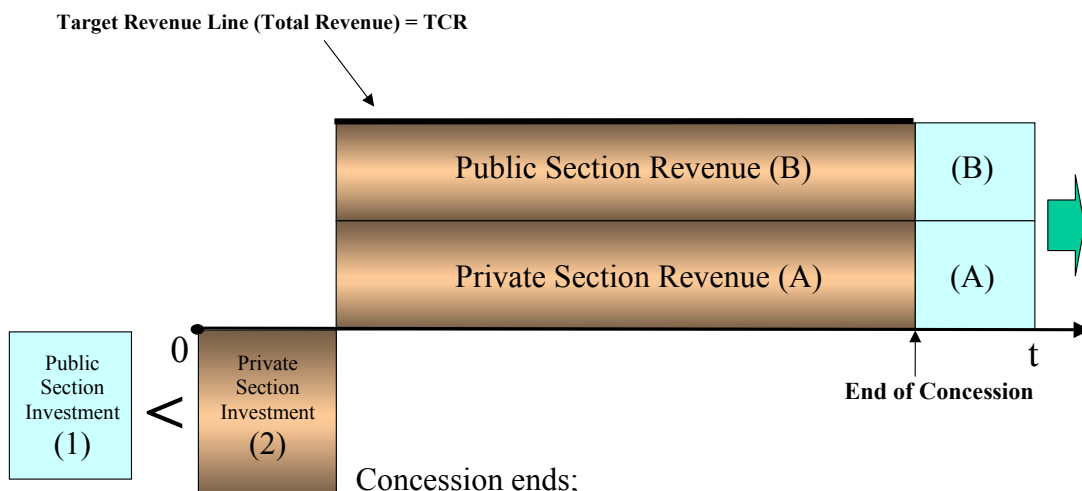 Target Revenue Line (Total Revenue) = TCR
Public Section Revenue (B)
(B)
Private Section Revenue (A)
(A)
0
t
End of Concession
Public
Section
Investment
(1)
<
Private
Section
Investment
(2)
Concession ends;